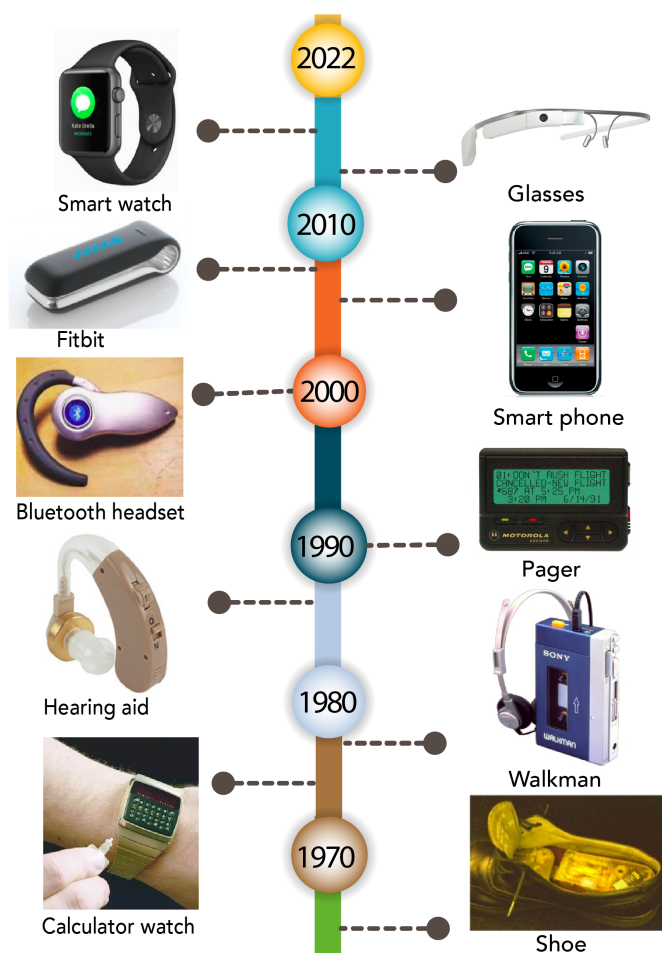 2022
Kate Grella
Smart watch
Glasses
2010
Fitbit
Smart phone
2000
Bluetooth headset
01:DON'T RUSH FLIGHT
CANCELLED-NEW FLIGHT
#687 AT 5:25 PM
3:20 PM 6/14/91
MOTOROLA
Pager
1990
Hearing aid
O
N
SONY
WALKMAN
Walkman
1980
Calculator watch
1970
Shoe